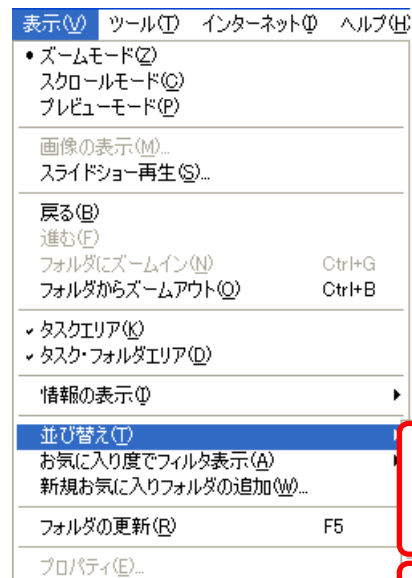 表示(V) ツール(T) インターネット(I) ヘルプ(H)
● ズームモード(Z)
スクロールモード(C)
プレビューモード(P)
画像の表示(M)...
スライドショー再生(S)...
戻る(B)
進む(F)
フォルダにズームイン(N) Ctrl+G
フォルダからズームアウト(O) Ctrl+B
✓ タスクエリア(K)
✓ タスク・フォルダエリア(D)
情報の表示(I)
並び替え(T)
お気に入り度でフィルタ表示(A)
新規お気に入りフォルダの追加(W)...
フォルダの更新(R) F5
プロパティ(E)...